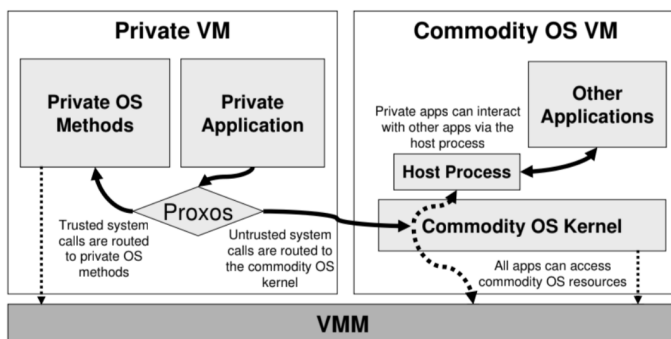 Private VM
Private OS
Methods
Private
Application
Proxos
Trusted system
calls are routed
to private OS
methods
Untrusted system
calls are routed to
the commodity OS
kernel
Commodity OS VM
Private apps can interact
with other apps via the
host process
Other
Applications
Host Process
Commodity OS Kernel
All apps can access
commodity OS resources
VMM